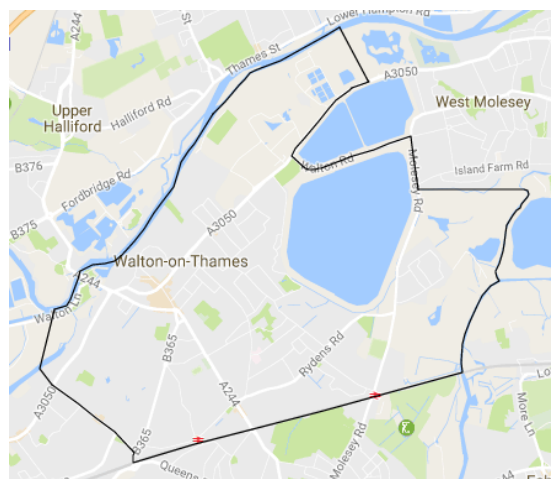 Lower Hampton Rd
A244
Thames St
A3050
Upper
Halliford
Halliford Rd
West Molesey
B376
Walton Rd
Molesey Rd
Island Farm Rd
Fordbridge Rd
B375
A3050
Walton-on-Thames
A244
Walton Ln
B365
Rydens Rd
A244
A3050
B365
More Ln
Molesey Rd
Queens